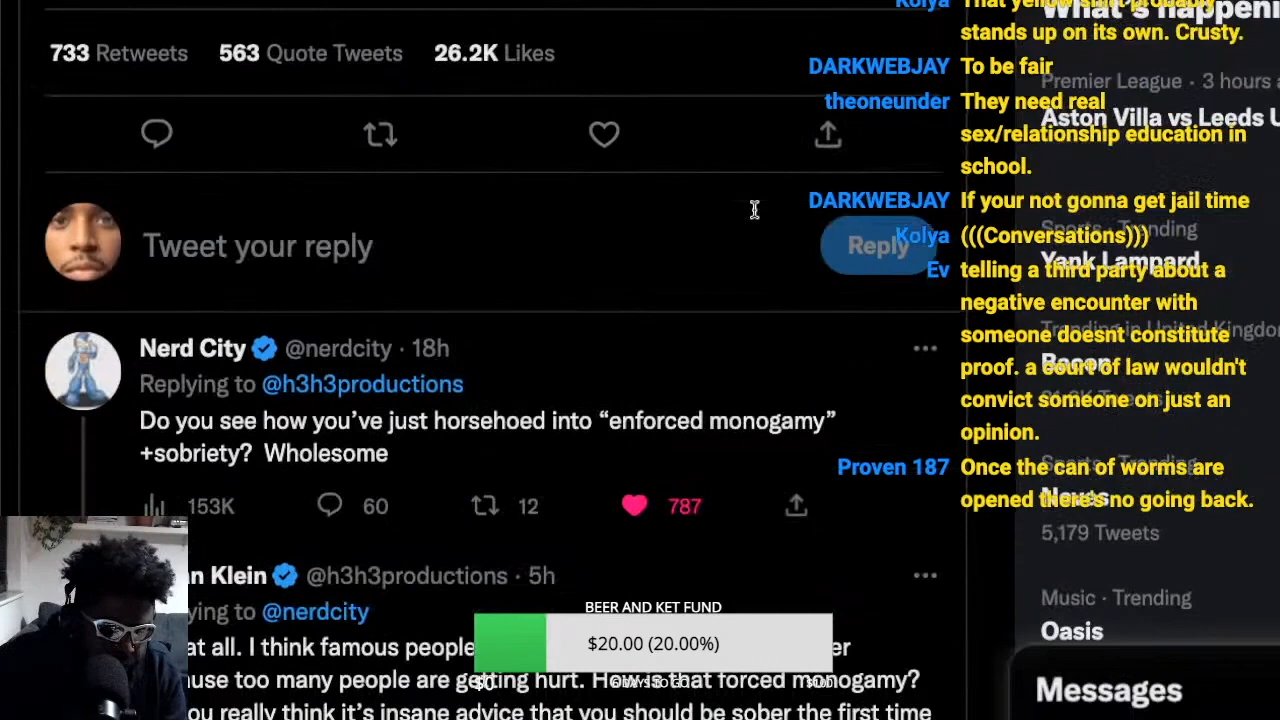 733 Retweets 563 Quote Tweets 26.2K Likes
Tweet your reply
Reply
Nerd City @nerdcity · 18h
Replying to @h3h3productions
Do you see how you've just horsehoed into “enforced monogamy”
+sobriety? Wholesome
153K 60 12 787
n Klein @h3h3productions · 5h
ying to @nerdcity
at all. I think famous people
er
use too many people are getting hurt. How is that forced monogamy?
ou really think it's insane advice that you should be sober the first time
BEER AND KET FUND
$20.00 (20.00%)
Kolya That yellow shirt probably
stands up on its own. Crusty.
DARKWEBJAY To be fair
theoneunder They need real
sex/relationship education in
school.
DARKWEBJAY If your not gonna get jail time
Kolya (((Conversations)))
Ev telling a third party about a
negative encounter with
someone doesnt constitute
proof. a court of law wouldn't
convict someone on just an
opinion.
Proven 187 Once the can of worms are
opened there's no going back.
What's happeni
Premier League · 3 hours a
Aston Villa vs Leeds U
Sports · Trending
Yank Lampard
Trending in United Kingdo
Bacon
Sports · Trending
5,179 Tweets
Music · Trending
Oasis
Messages